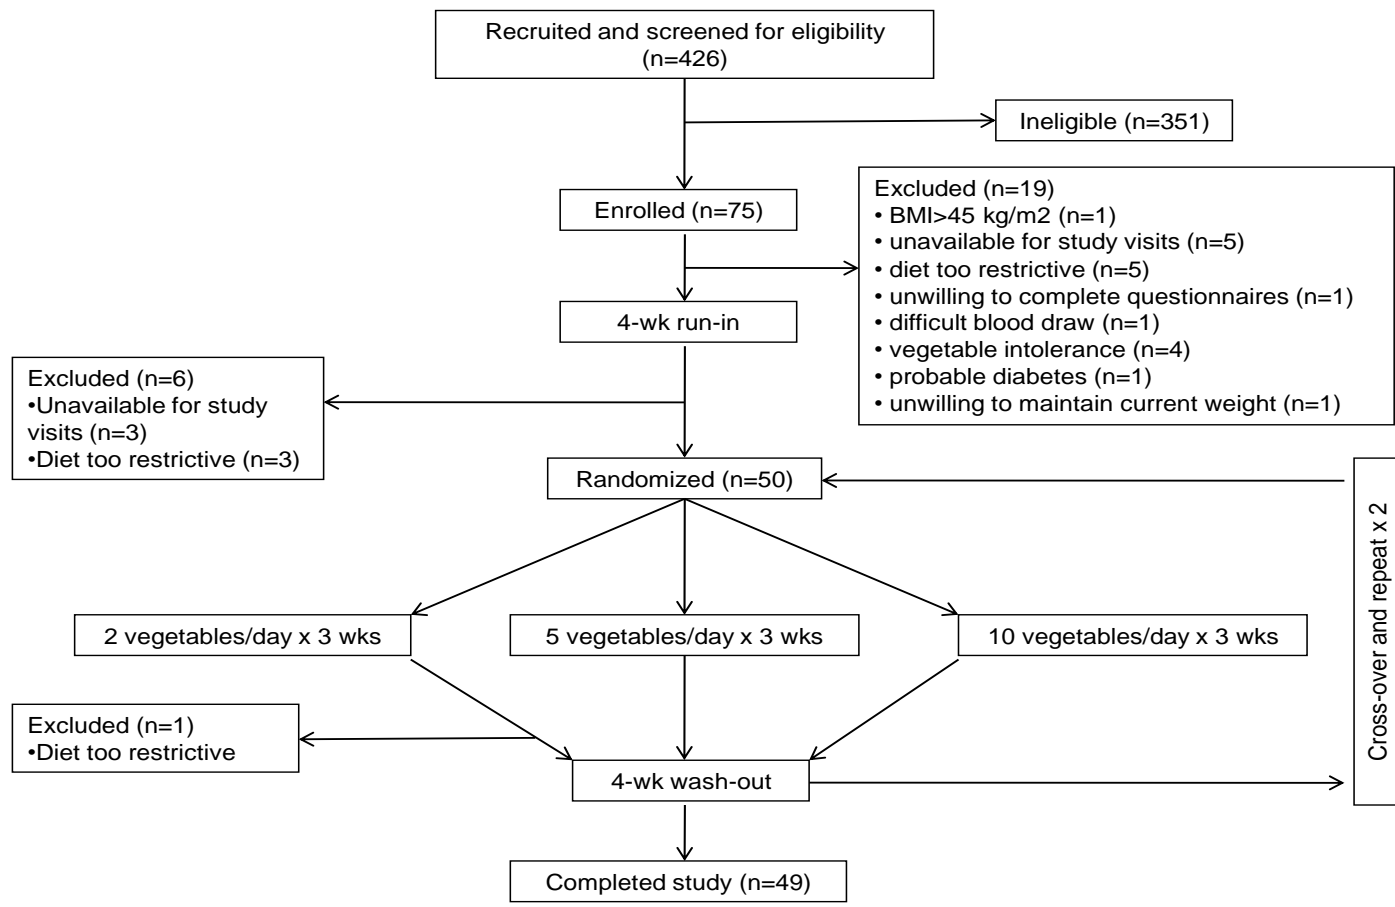 Recruited and screened for eligibility
(n=426)
Ineligible (n=351)
Enrolled (n=75)
Excluded (n=19)
• BMI>45 kg/m2 (n=1)
• unavailable for study visits (n=5)
• diet too restrictive (n=5)
• unwilling to complete questionnaires (n=1)
• difficult blood draw (n=1)
• vegetable intolerance (n=4)
• probable diabetes (n=1)
• unwilling to maintain current weight (n=1)
4-wk run-in
Excluded (n=6)
•Unavailable for study
visits (n=3)
•Diet too restrictive (n=3)
Randomized (n=50)
Cross-over and repeat x 2
2 vegetables/day x 3 wks
5 vegetables/day x 3 wks
10 vegetables/day x 3 wks
Excluded (n=1)
•Diet too restrictive
4-wk wash-out
Completed study (n=49)